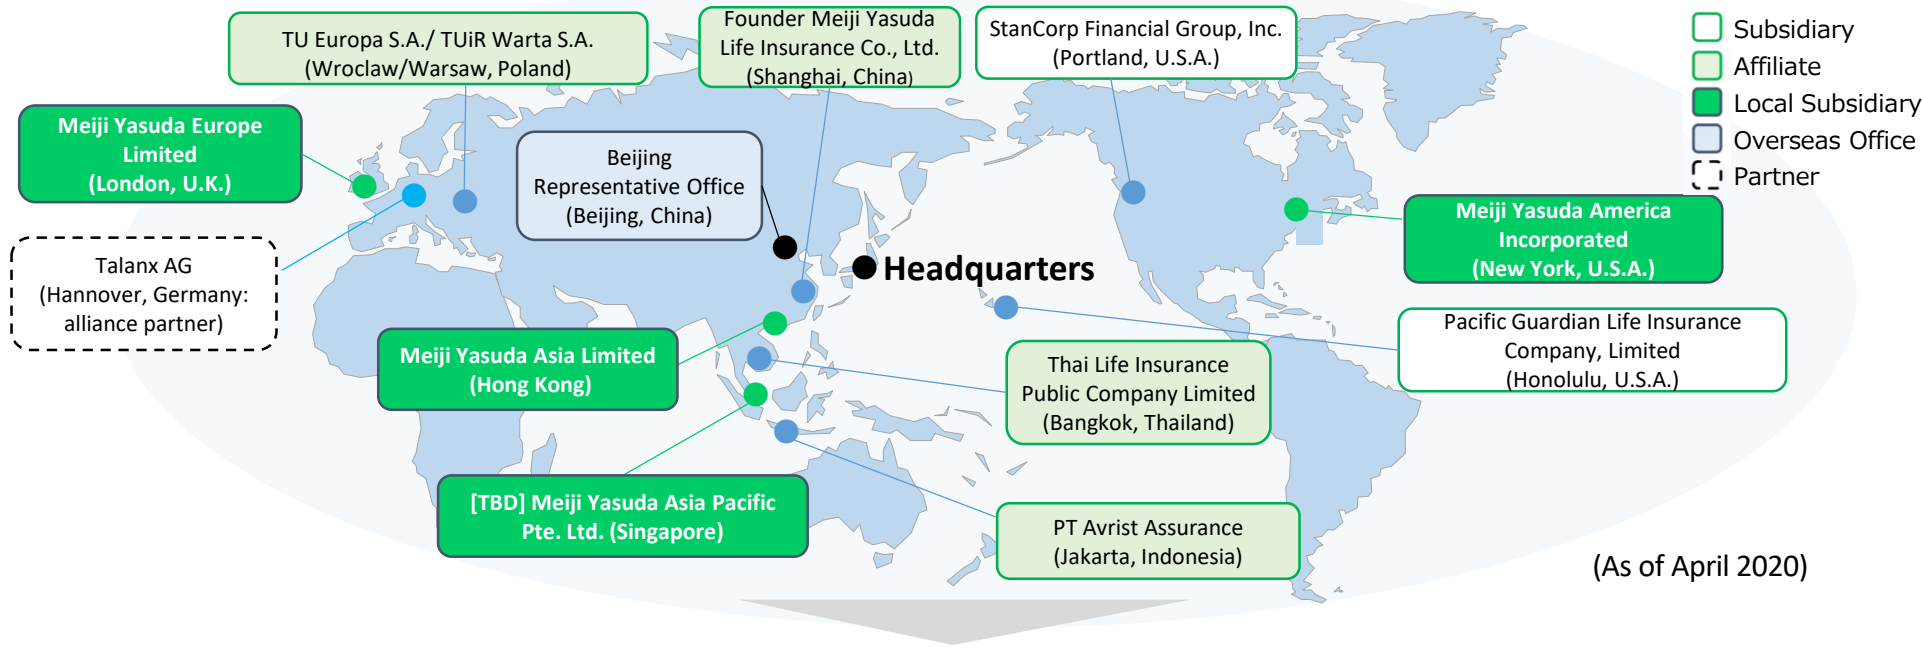 TU Europa S.A./ TUiR Warta S.A.
(Wroclaw/Warsaw, Poland)
Founder Meiji Yasuda
Life Insurance Co., Ltd.
(Shanghai, China)
StanCorp Financial Group, Inc.
(Portland, U.S.A.)
Subsidiary
Affiliate
Local Subsidiary
Overseas Office
Partner
Meiji Yasuda Europe
Limited
(London, U.K.)
Beijing
Representative Office
(Beijing, China)
Meiji Yasuda America
Incorporated
(New York, U.S.A.)
Talanx AG
(Hannover, Germany:
alliance partner)
Headquarters
Meiji Yasuda Asia Limited
(Hong Kong)
Thai Life Insurance
Public Company Limited
(Bangkok, Thailand)
Pacific Guardian Life Insurance
Company, Limited
(Honolulu, U.S.A.)
[TBD] Meiji Yasuda Asia Pacific
Pte. Ltd. (Singapore)
PT Avrist Assurance
(Jakarta, Indonesia)
(As of April 2020)